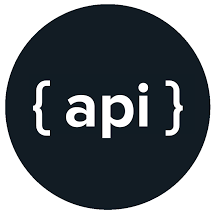 { api }